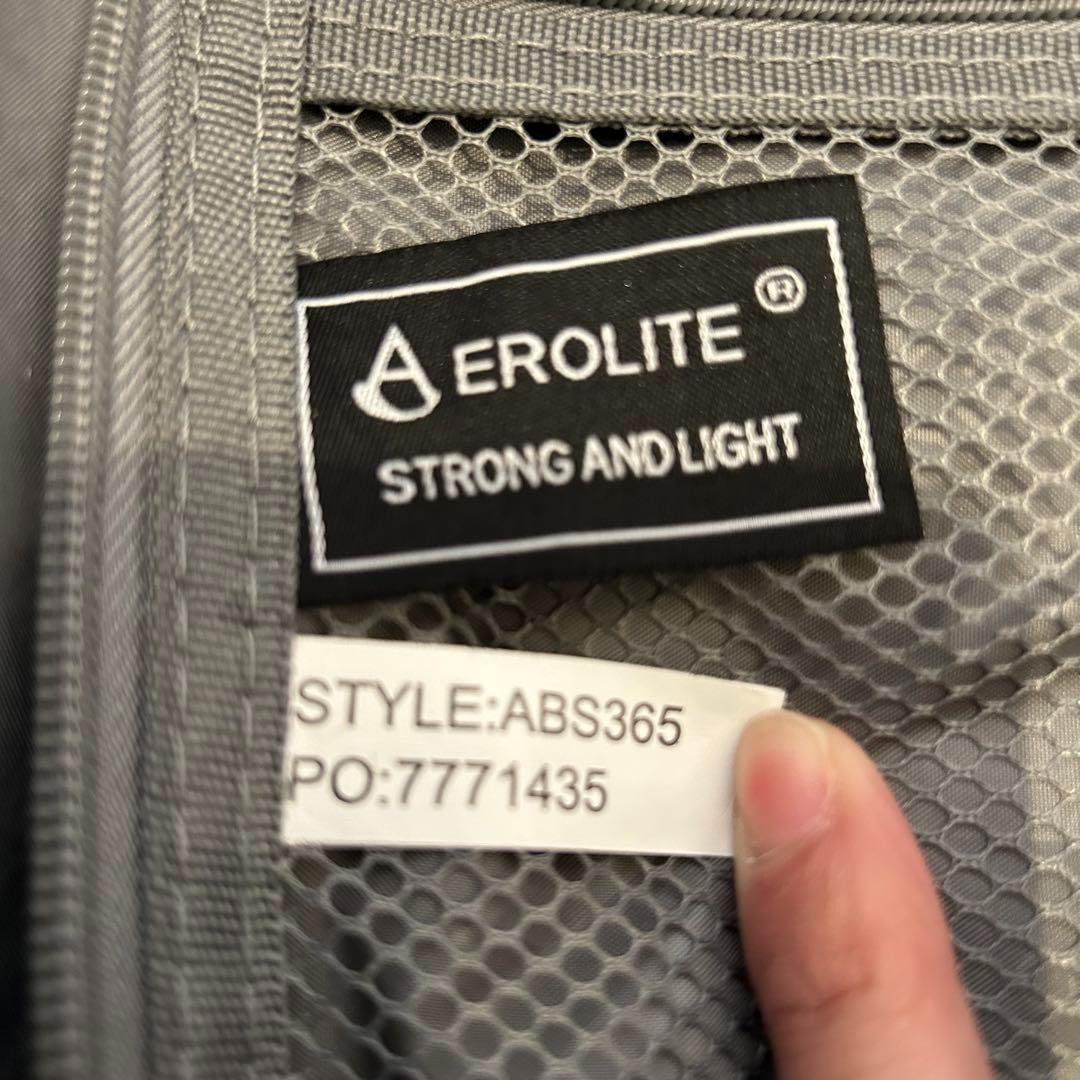 AEROLITE®
STRONG AND LIGHT
STYLE:ABS365
PO:7771435